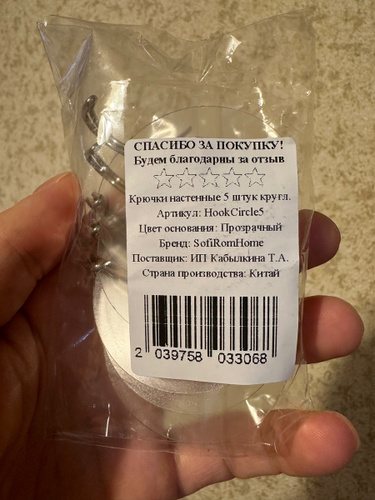 СПАСИБО ЗА ПОКУПКУ!
Будем благодарны за отзыв
Крючки настенные 5 штук кругл.
Артикул: HookCircle5
Цвет основания: Прозрачный
Бренд: SofiRomHome
Поставщик: ИП Кабылкина Т.А.
Страна производства: Китай
2 039758 033068